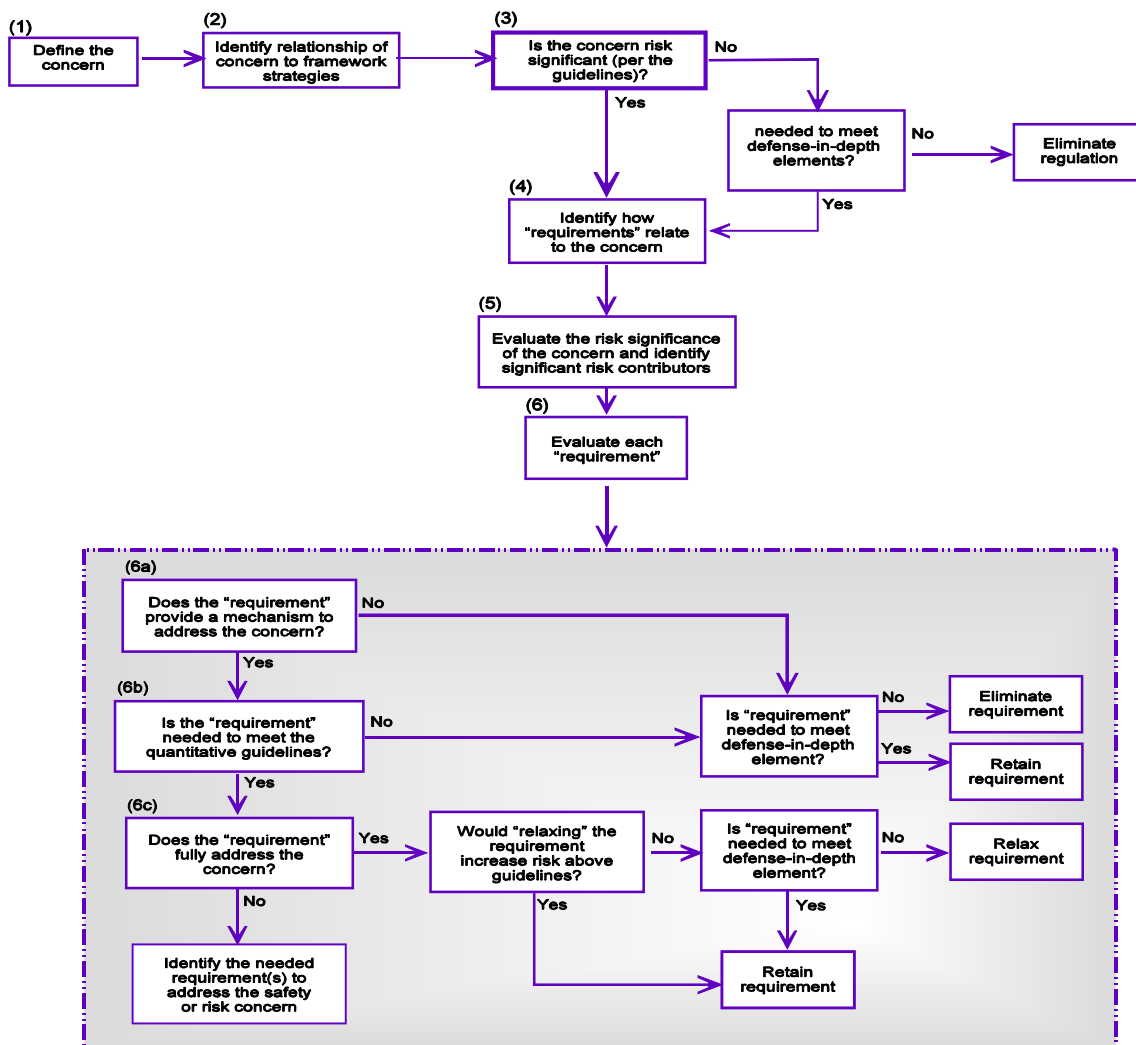 (1)
Define the
concern
(2)
Identify relationship of
concern to framework
strategies
(3)
Is the concern risk
significant (per the
guidelines)?
No
Yes
needed to meet
defense-in-depth
elements?
No
Yes
Eliminate
regulation
(4)
Identify how
“requirements” relate
to the concern
(5)
Evaluate the risk significance
of the concern and identify
significant risk contributors
(6)
Evaluate each
“requirement”
(6a)
Does the “requirement”
provide a mechanism to
address the concern?
No
Yes
(6b)
Is the “requirement”
needed to meet the
quantitative guidelines?
No
Yes
Is “requirement”
needed to meet
defense-in-depth
element?
No
Yes
Eliminate
requirement
Retain
requirement
(6c)
Does the “requirement”
fully address the
concern?
Yes
No
Would “relaxing” the
requirement
increase risk above
guidelines?
No
Yes
Is “requirement”
needed to meet
defense-in-depth
element?
No
Yes
Relax
requirement
Identify the needed
requirement(s) to
address the safety
or risk concern
Retain
requirement